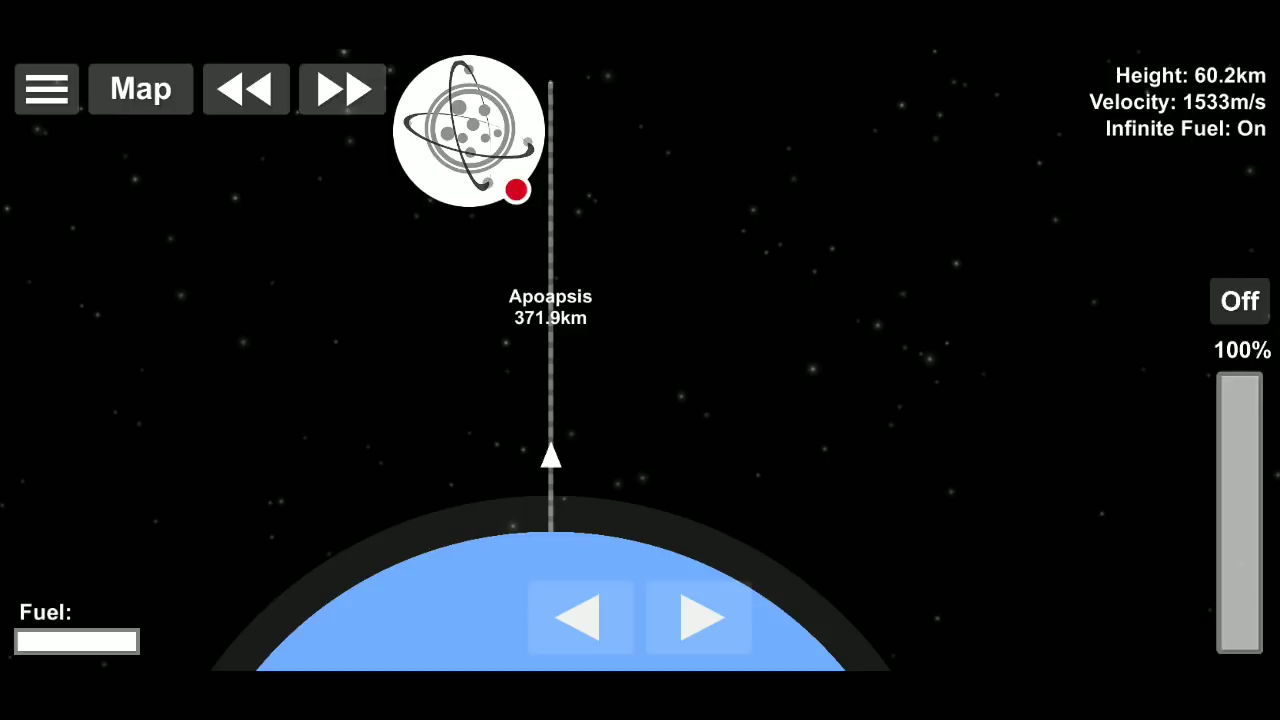 Map
Height: 60.2km
Velocity: 1533m/s
Infinite Fuel: On
Apoapsis
371.9km
Off
100%
Fuel: